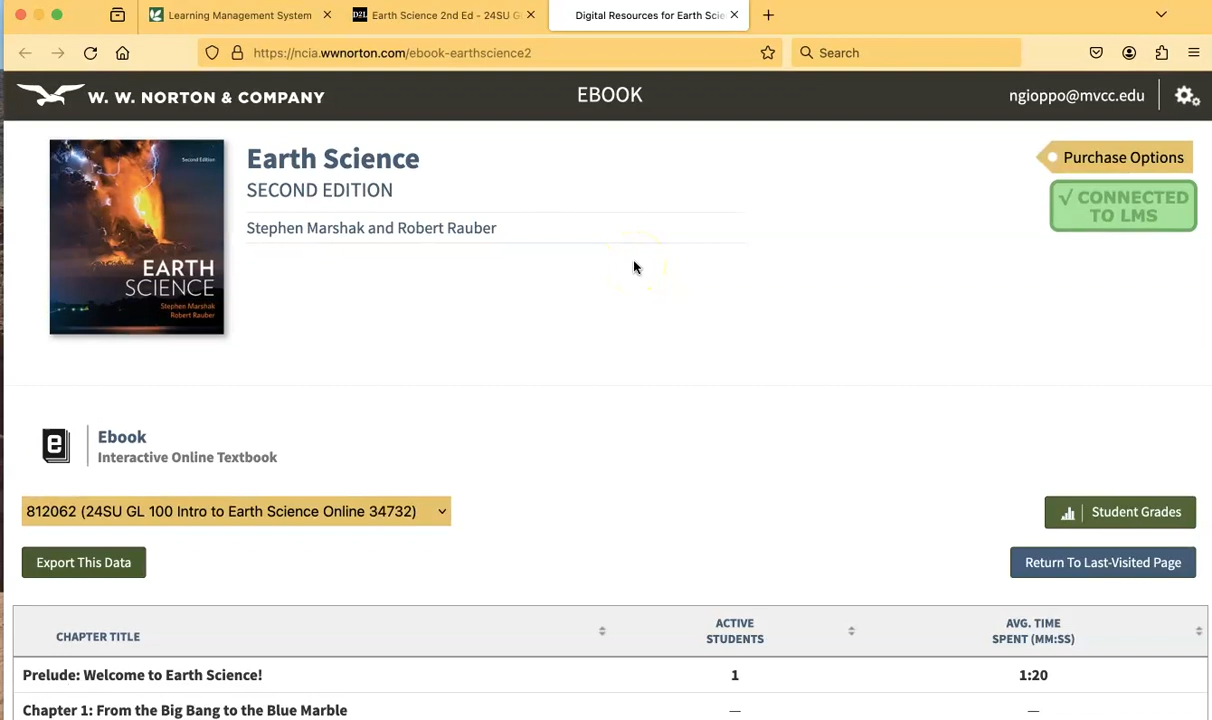 Learning Management System
D2L Earth Science 2nd Ed - 24SU G
Digital Resources for Earth Scie
https://ncia.wwnorton.com/ebook-earthscience2
Search
W. W. NORTON & COMPANY
EBOOK
ngioppo@mvcc.edu
Second Edition
EARTH
SCIENCE
Stephen Marshak
Robert Rauber
Earth Science
SECOND EDITION
Stephen Marshak and Robert Rauber
Purchase Options
√ CONNECTED
TO LMS
e
Ebook
Interactive Online Textbook
812062 (24SU GL 100 Intro to Earth Science Online 34732)
Student Grades
Export This Data
Return To Last-Visited Page
CHAPTER TITLE
ACTIVE
STUDENTS
AVG. TIME
SPENT (MM:SS)
Prelude: Welcome to Earth Science! 1 1:20
Chapter 1: From the Big Bang to the Blue Marble — —